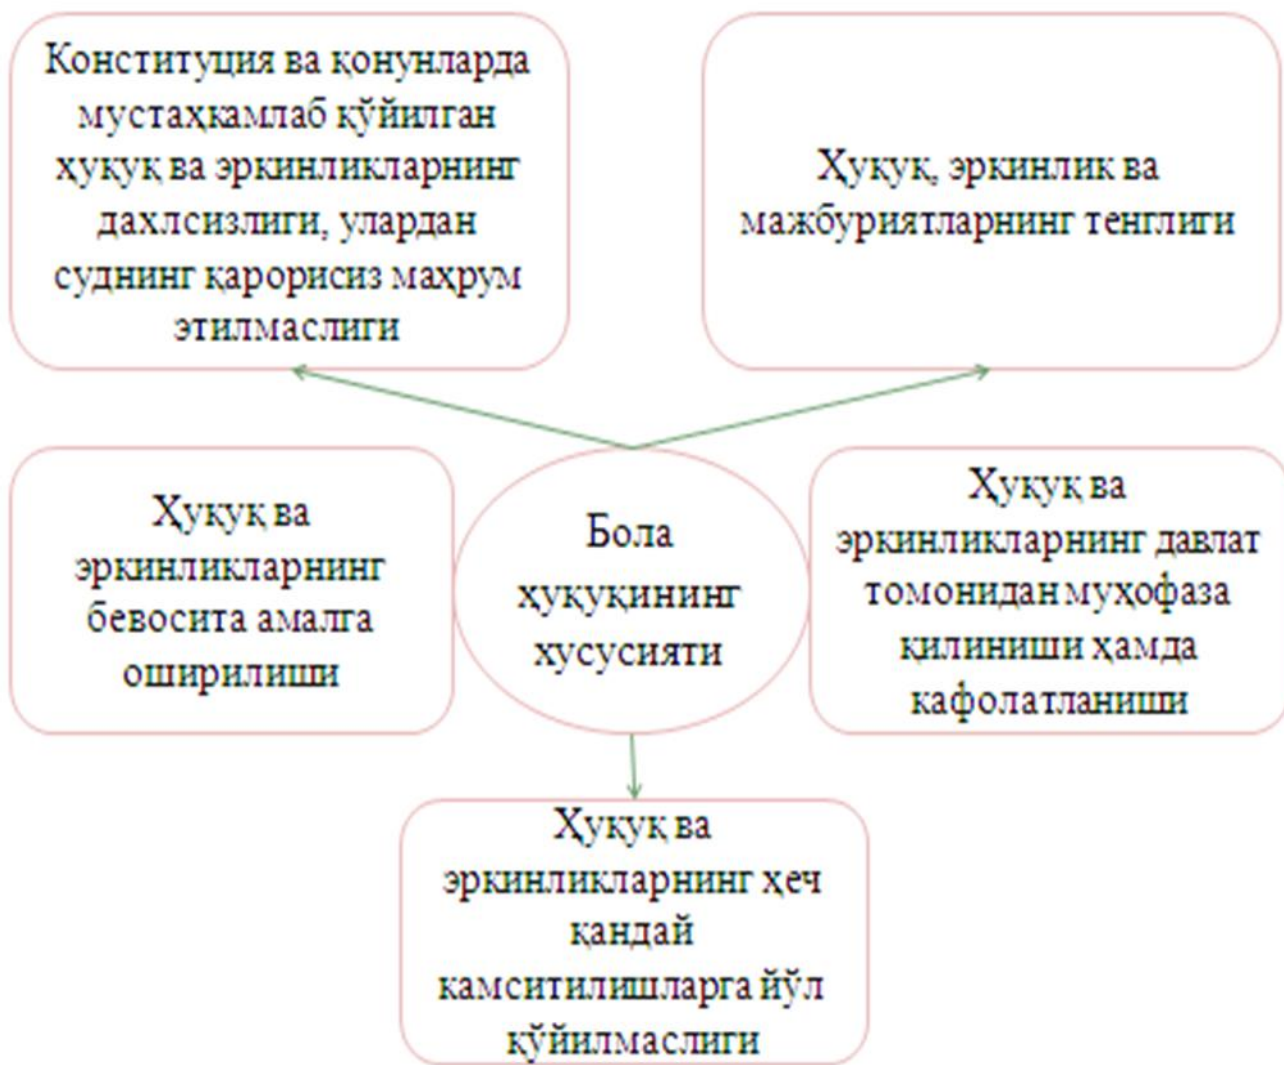 Конституция ва қонунларда
мустаҳкамлаб қўйилган
ҳуқуқ ва эркинликларнинг
дахлсизлиги, улардан
суднинг қарорисиз маҳрум
этилмаслиги
Ҳуқуқ, эркинлик ва
мажбуриятларнинг тенглиги
Ҳуқуқ ва
эркинликларнинг
бевосита амалга
оширилиши
Бола
ҳуқуқининг
хусусияти
Ҳуқуқ ва
эркинликларнинг давлат
томонидан муҳофаза
қилиниши ҳамда
кафолатланиши
Ҳуқуқ ва
эркинликларнинг ҳеч
қандай
камситилишларга йўл
қўйилмаслиги